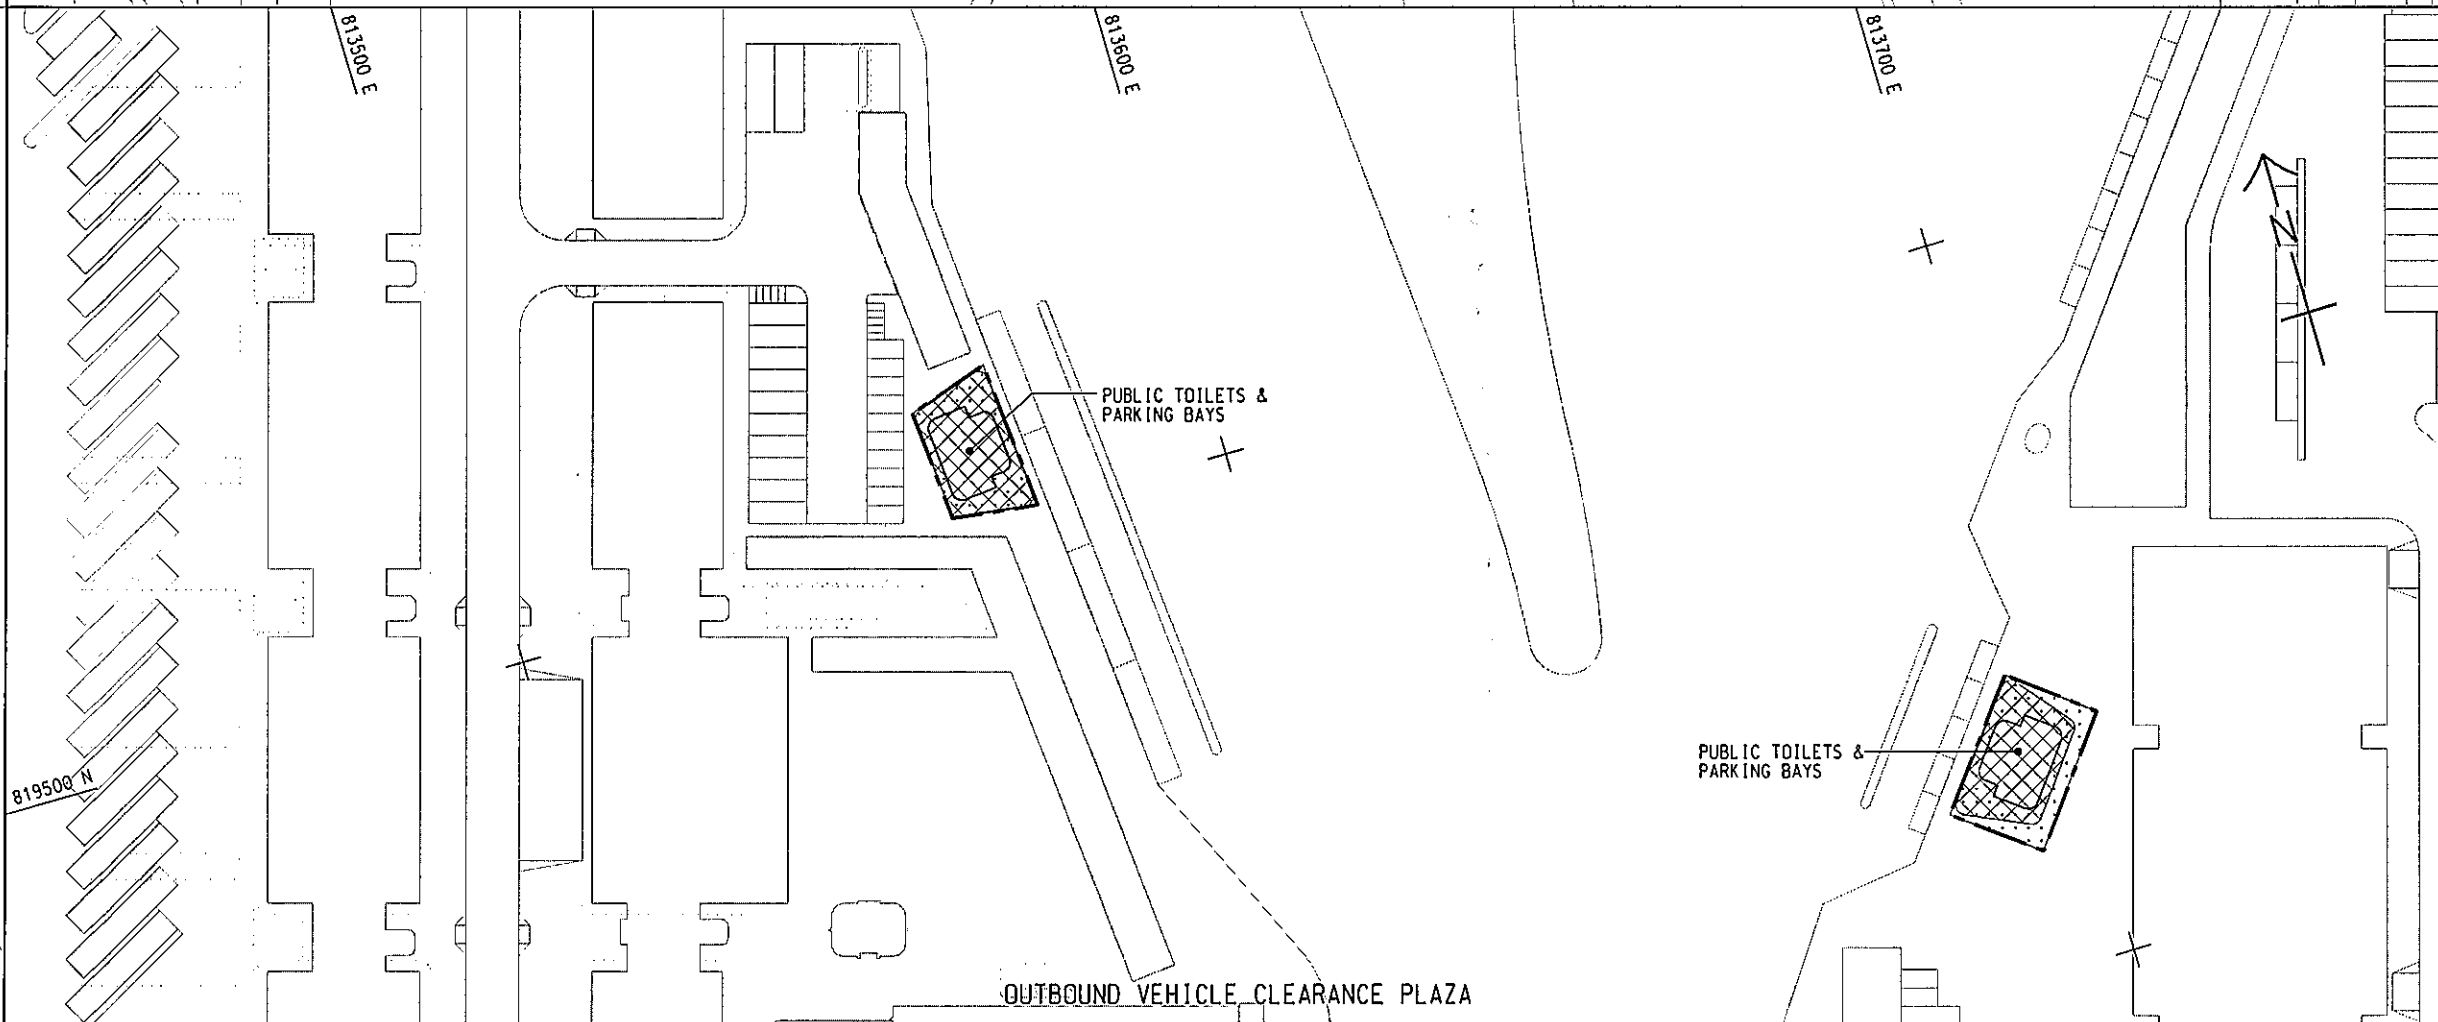 813500 E
813600 E
813700 E
N
PUBLIC TOILETS &
PARKING BAYS
PUBLIC TOILETS &
PARKING BAYS
819500 N
OUTBOUND VEHICLE CLEARANCE PLAZA